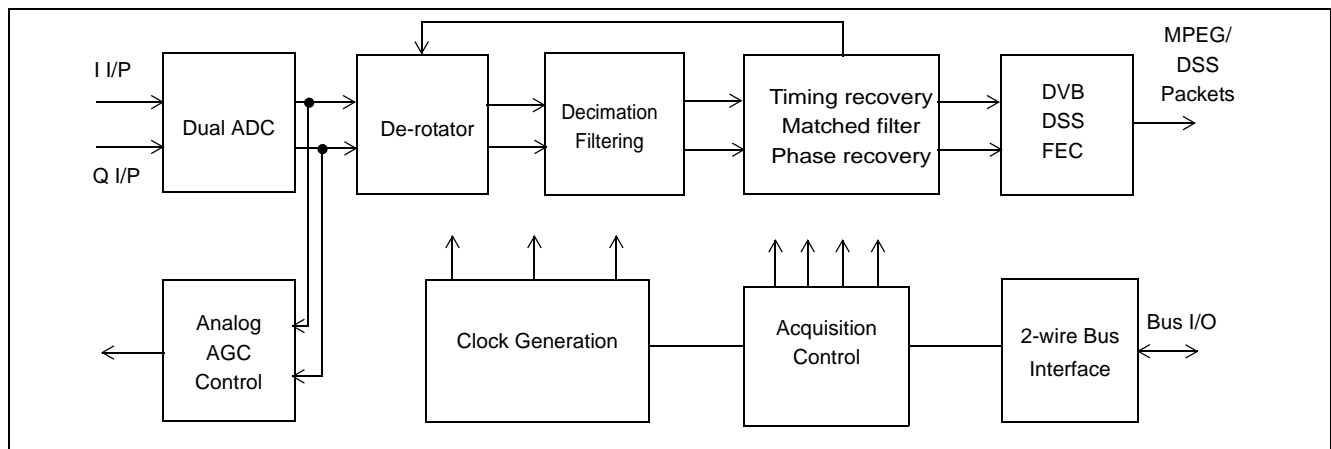 I I/P
Q I/P
Dual ADC
De-rotator
Decimation
Filtering
Timing recovery
Matched filter
Phase recovery
DVB
DSS
FEC
MPEG/
DSS
Packets
Analog
AGC
Control
Clock Generation
Acquisition
Control
2-wire Bus
Interface
Bus I/O